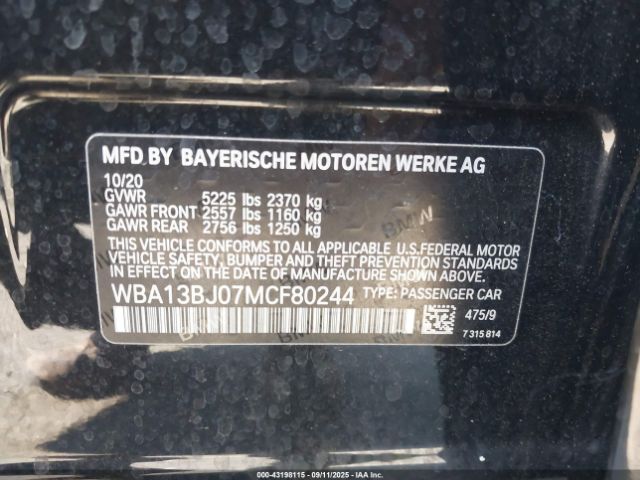 MFD BY BAYERISCHE MOTOREN WERKE AG
10/20
GVWR 5225 lbs 2370 kg
GAWR FRONT 2557 lbs 1160 kg
GAWR REAR 2756 lbs 1250 kg
THIS VEHICLE CONFORMS TO ALL APPLICABLE U.S.FEDERAL MOTOR
VEHICLE SAFETY, BUMPER AND THEFT PREVENTION STANDARDS
IN EFFECT ON THE DATE OF MANUFACTURE SHOWN ABOVE.
WBA13BJ07MCF80244 TYPE: PASSENGER CAR
475/9
7 315 814
000-43198115 - 09/11/2025 - IAA Inc.